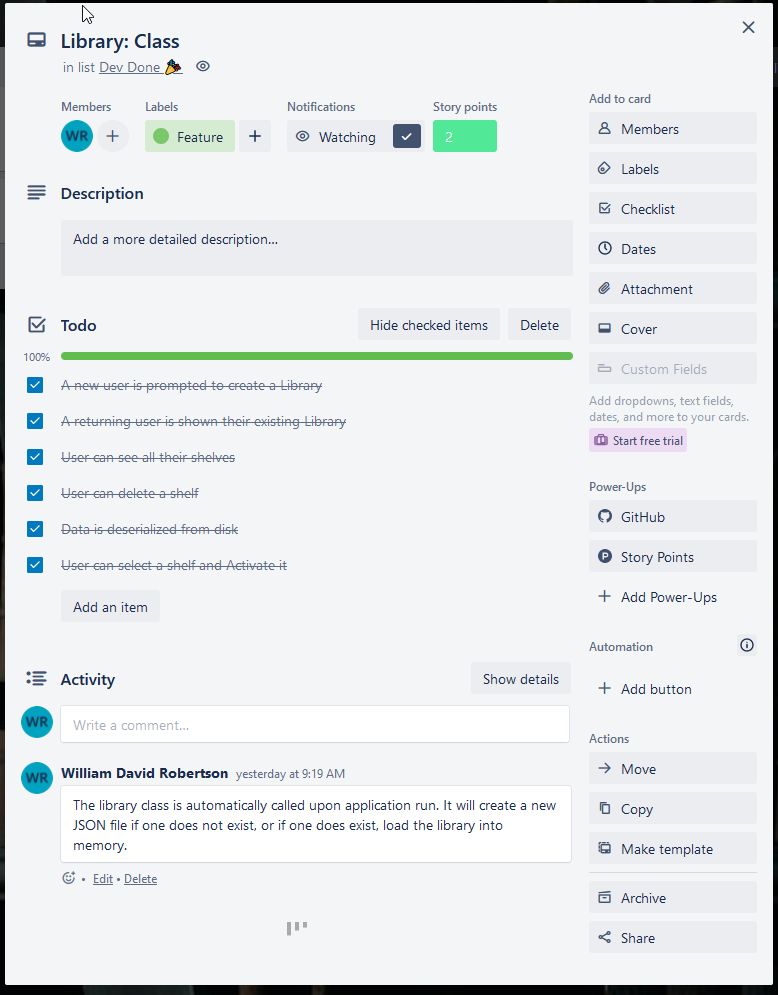 Library: Class
in list Dev Done 🎉
Members
Labels
Notifications
Story points
WR
Feature
Watching
2
Description
Add a more detailed description...
Todo
Hide checked items
Delete
100%
A new user is prompted to create a Library
A returning user is shown their existing Library
User can see all their shelves
User can delete a shelf
Data is deserialized from disk
User can select a shelf and Activate it
Add an item
Activity
Show details
WR
Write a comment...
WR
William David Robertson yesterday at 9:19 AM
The library class is automatically called upon application run. It will create a new
JSON file if one does not exist, or if one does exist, load the library into
memory.
• Edit • Delete
Add to card
Members
Labels
Checklist
Dates
Attachment
Cover
Custom Fields
Add dropdowns, text fields,
dates, and more to your cards.
Start free trial
Power-Ups
GitHub
Story Points
Add Power-Ups
Automation
Add button
Actions
Move
Copy
Make template
Archive
Share